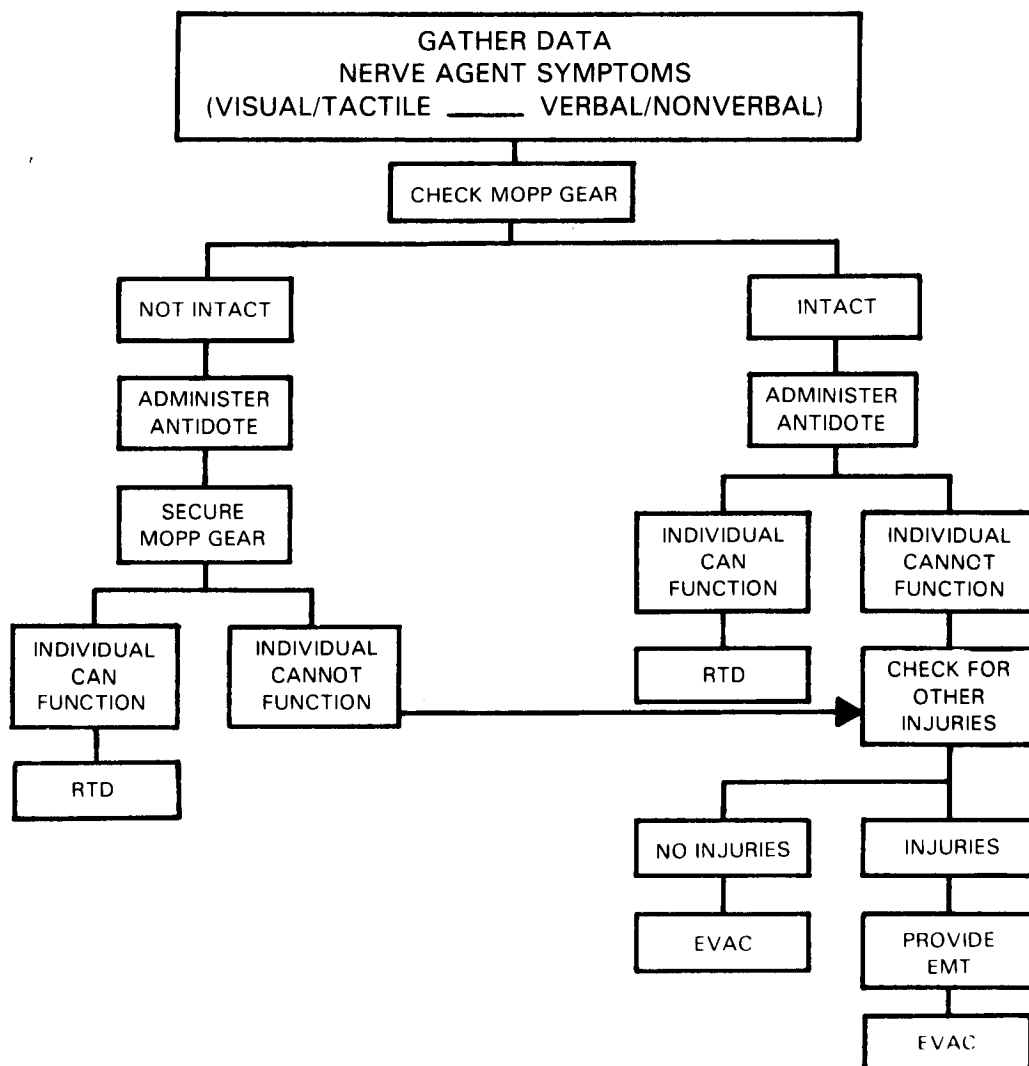 GATHER DATA
NERVE AGENT SYMPTOMS
(VISUAL/TACTILE ____ VERBAL/NONVERBAL)
CHECK MOPP GEAR
NOT INTACT
ADMINISTER
ANTIDOTE
SECURE
MOPP GEAR
INDIVIDUAL
CAN
FUNCTION
RTD
INDIVIDUAL
CANNOT
FUNCTION
INTACT
ADMINISTER
ANTIDOTE
INDIVIDUAL
CAN
FUNCTION
RTD
INDIVIDUAL
CANNOT
FUNCTION
CHECK FOR
OTHER
INJURIES
NO INJURIES
EVAC
INJURIES
PROVIDE
EMT
EVAC